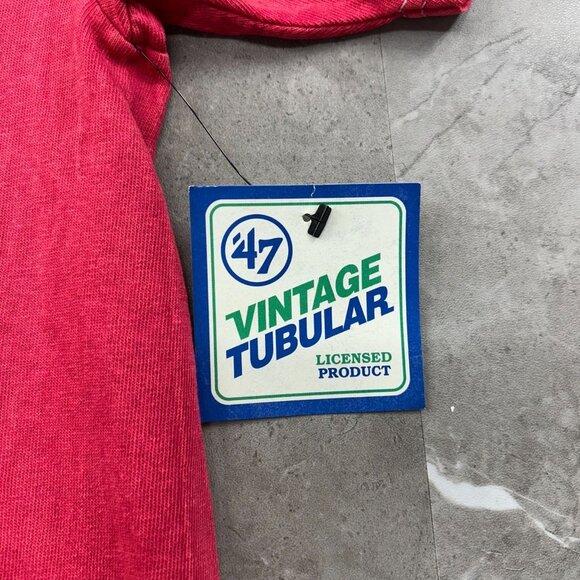 '47
VINTAGE
TUBULAR
LICENSED
PRODUCT